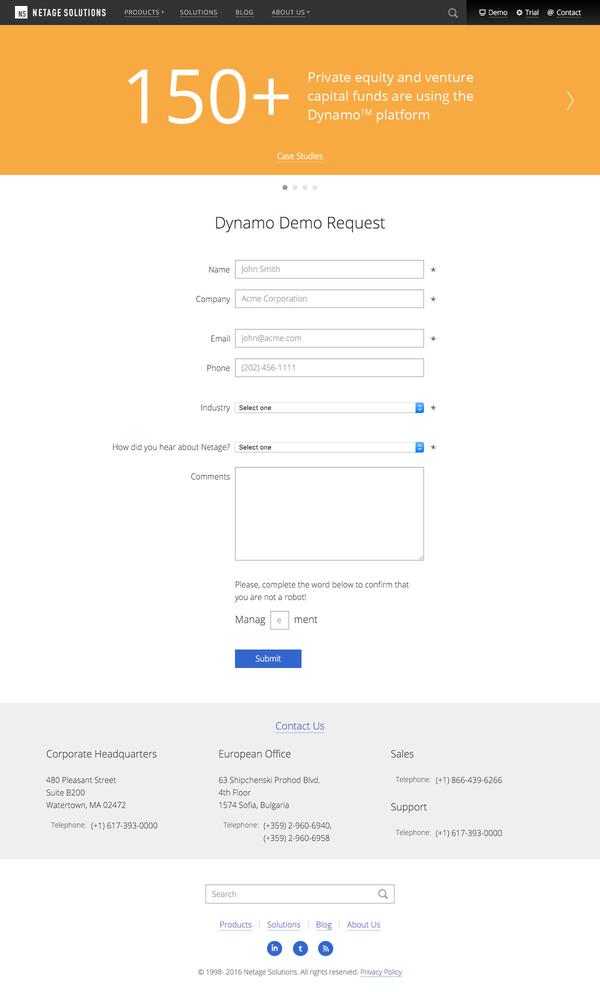 NS NETAGE SOLUTIONS PRODUCTS SOLUTIONS BLOG ABOUT US Demo Trial @ Contact
150+
Private equity and venture
capital funds are using the
Dynamo™ platform
Case Studies
Dynamo Demo Request
Name John Smith *
Company Acme Corporation *
Email john@acme.com *
Phone (202) 456-1111
Industry Select one *
How did you hear about Netage? Select one *
Comments
Please, complete the word below to confirm that
you are not a robot!
Manag e ment
Submit
Contact Us
Corporate Headquarters
480 Pleasant Street
Suite B200
Watertown, MA 02472
Telephone: (+1) 617-393-0000
European Office
63 Shipchenski Prohod Blvd.
4th Floor
1574 Sofia, Bulgaria
Telephone: (+359) 2-960-6940,
(+359) 2-960-6958
Sales
Telephone: (+1) 866-439-6266
Support
Telephone: (+1) 617-393-0000
Search
Products | Solutions | Blog | About Us
in t
© 1998- 2016 Netage Solutions. All rights reserved. Privacy Policy